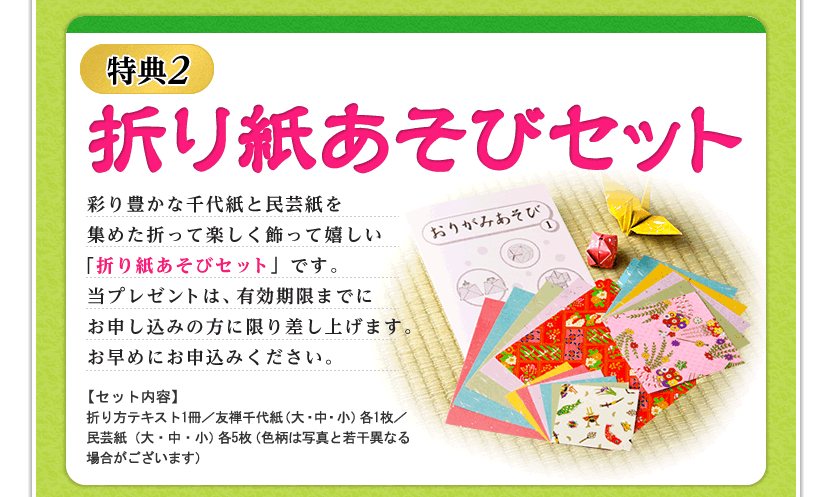 特典2
折り紙あそびセット
彩り豊かな千代紙と民芸紙を
集めた折って楽しく飾って嬉しい
「折り紙あそびセット」です。
当プレゼントは、有効期限までに
お申し込みの方に限り差し上げます。
お早めにお申込みください。
【セット内容】
折り方テキスト1冊／友禅千代紙（大・中・小）各1枚／
民芸紙（大・中・小）各5枚（色柄は写真と若干異なる
場合がございます）
おりがみあそび
1